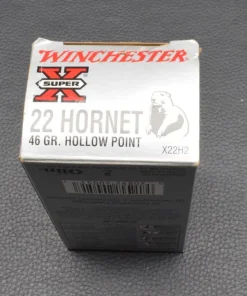 WINCHESTER
X
SUPER
22 HORNET
46 GR. HOLLOW POINT
X22H2